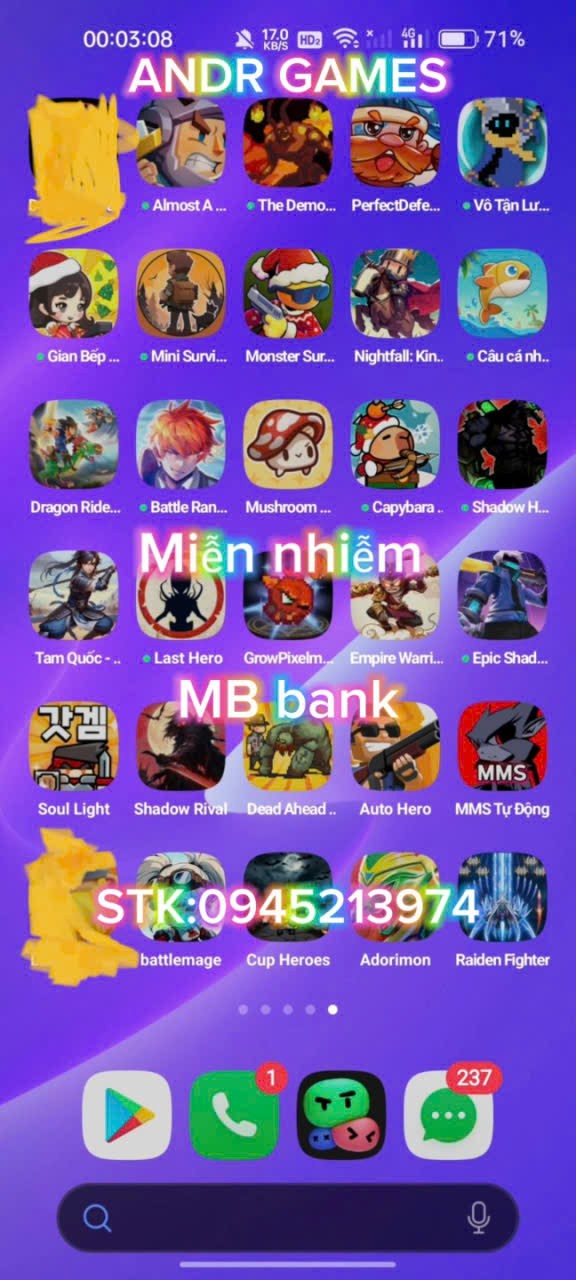 00:03:08 17.0 KB/S HD2 4G 71%
ANDR GAMES
Almost A ... The Demo... PerfectDefe... Vô Tận Lư...
Gian Bếp ... Mini Survi... Monster Sur... Nightfall: Kin.. Câu cá nh..
Dragon Ride... Battle Ran... Mushroom ... Capybara .. Shadow H...
Miễn nhiễm
Tam Quốc - .. Last Hero GrowPixelm... Empire Warri.. Epic Shad...
MB bank
갓겜
MMS
Soul Light Shadow Rival Dead Ahead .. Auto Hero MMS Tự Động
STK:0945213974
battlemage Cup Heroes Adorimon Raiden Fighter
1 237